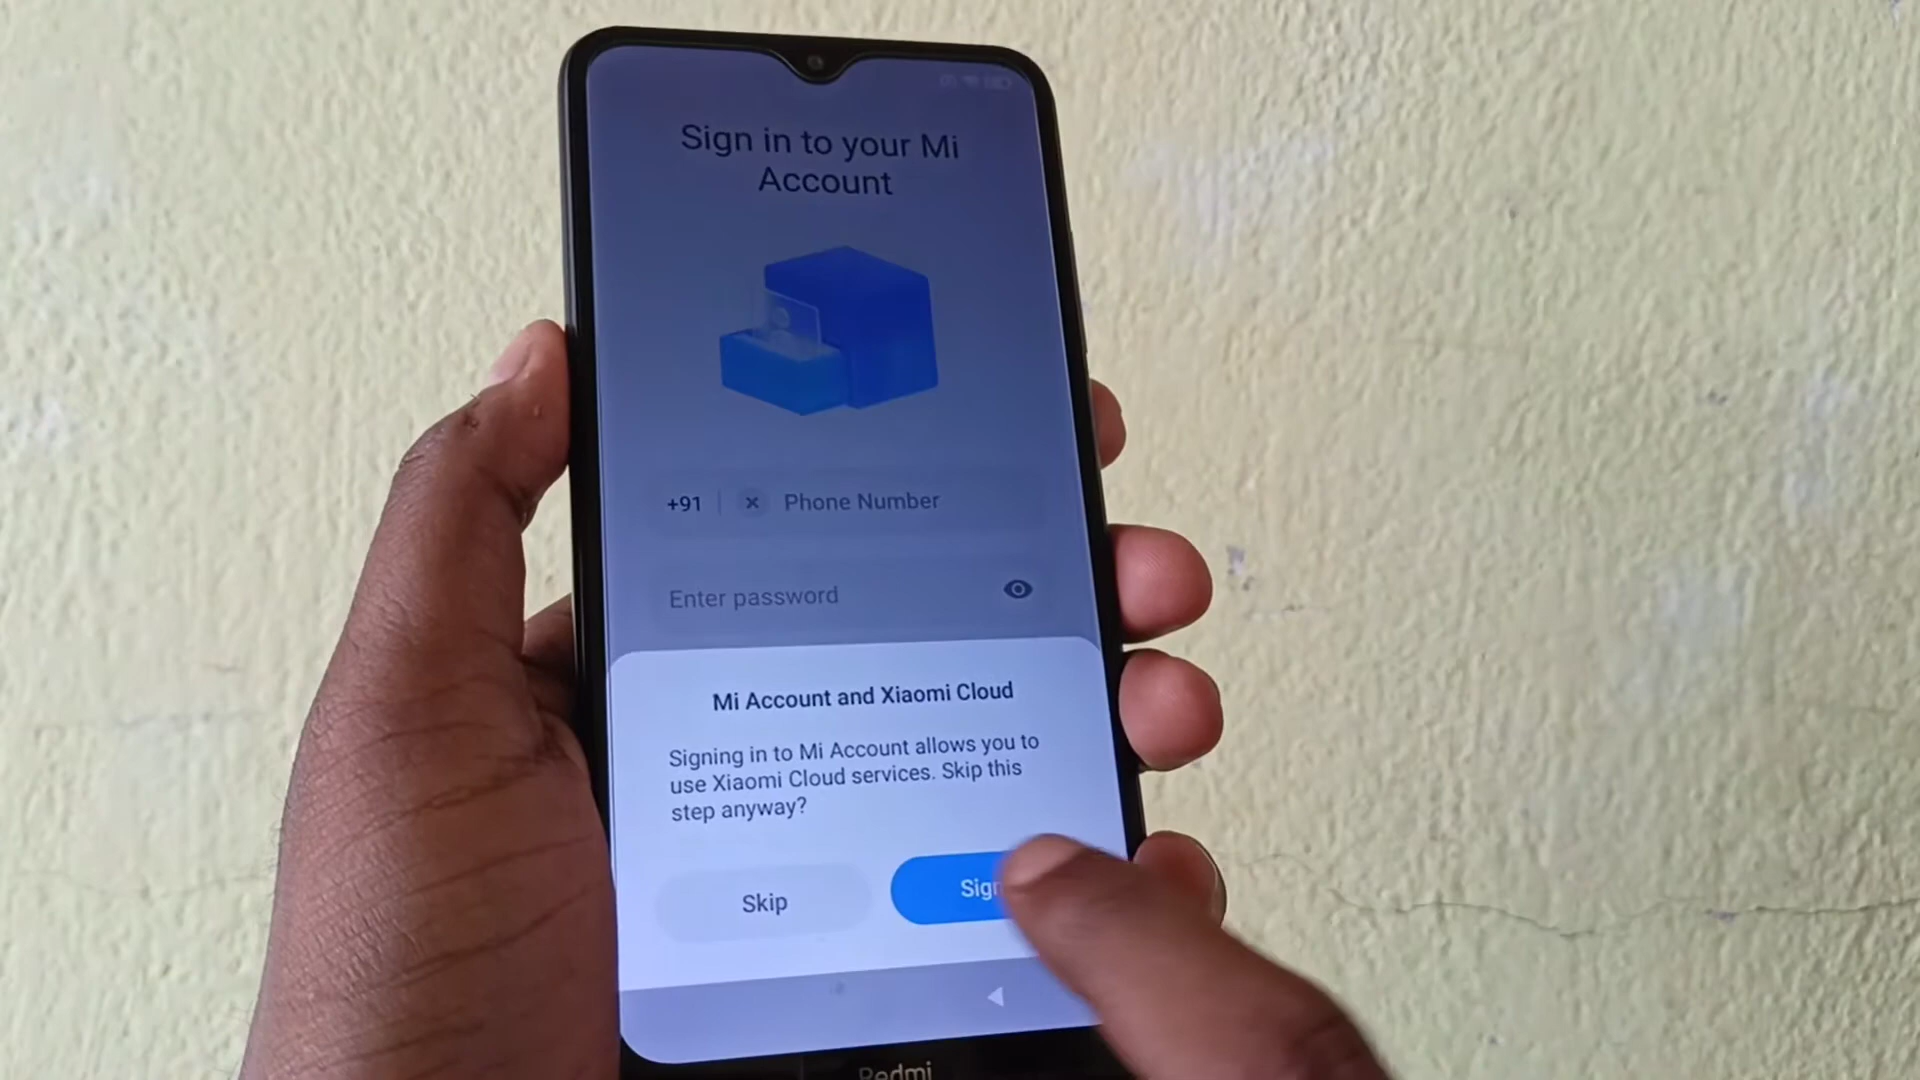 Sign in to your Mi
Account
+91
Phone Number
Enter password
Mi Account and Xiaomi Cloud
Signing in to Mi Account allows you to
use Xiaomi Cloud services. Skip this
step anyway?
Skip
Sign
Redmi